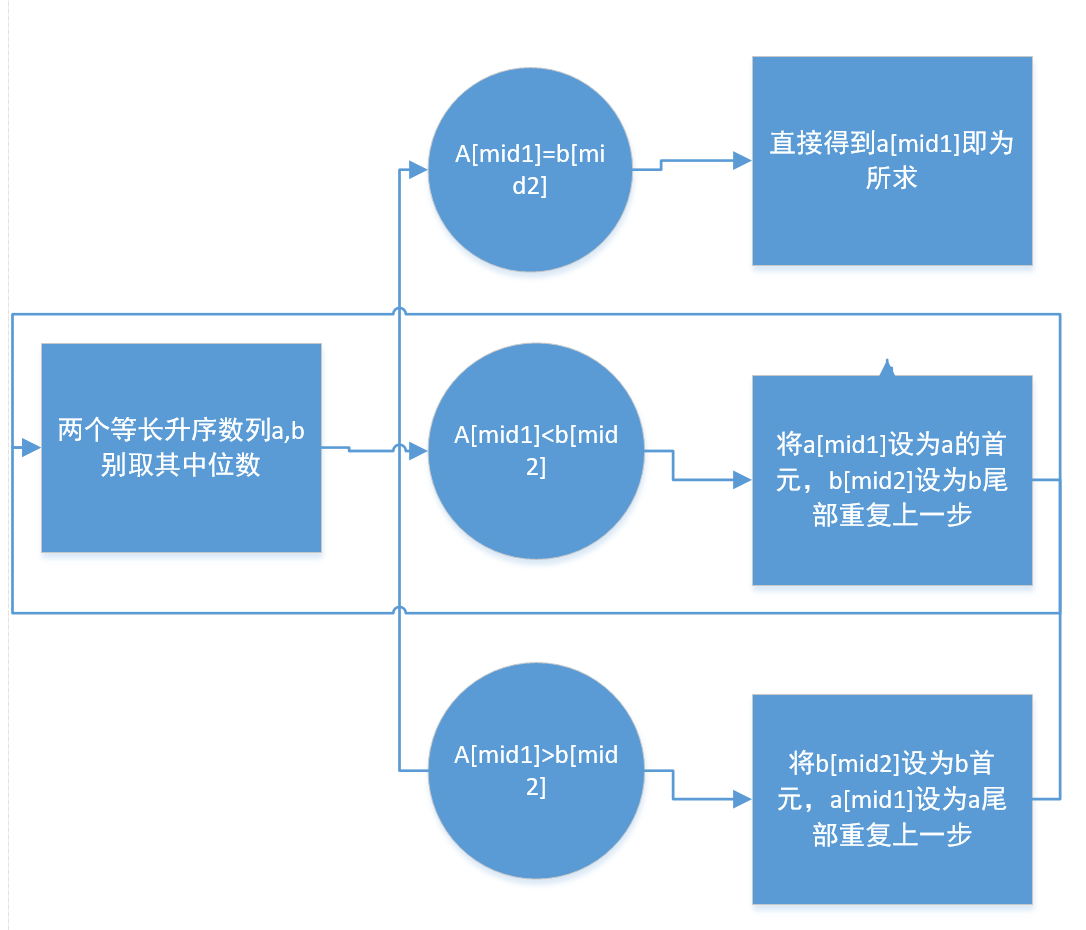 A[mid1]=b[mi
d2]
直接得到a[mid1]即为
所求
两个等长升序数列a,b
别取其中位数
A[mid1]<b[mid
2]
将a[mid1]设为a的首
元，b[mid2]设为b尾
部重复上一步
A[mid1]>b[mid
2]
将b[mid2]设为b首
元，a[mid1]设为a尾
部重复上一步